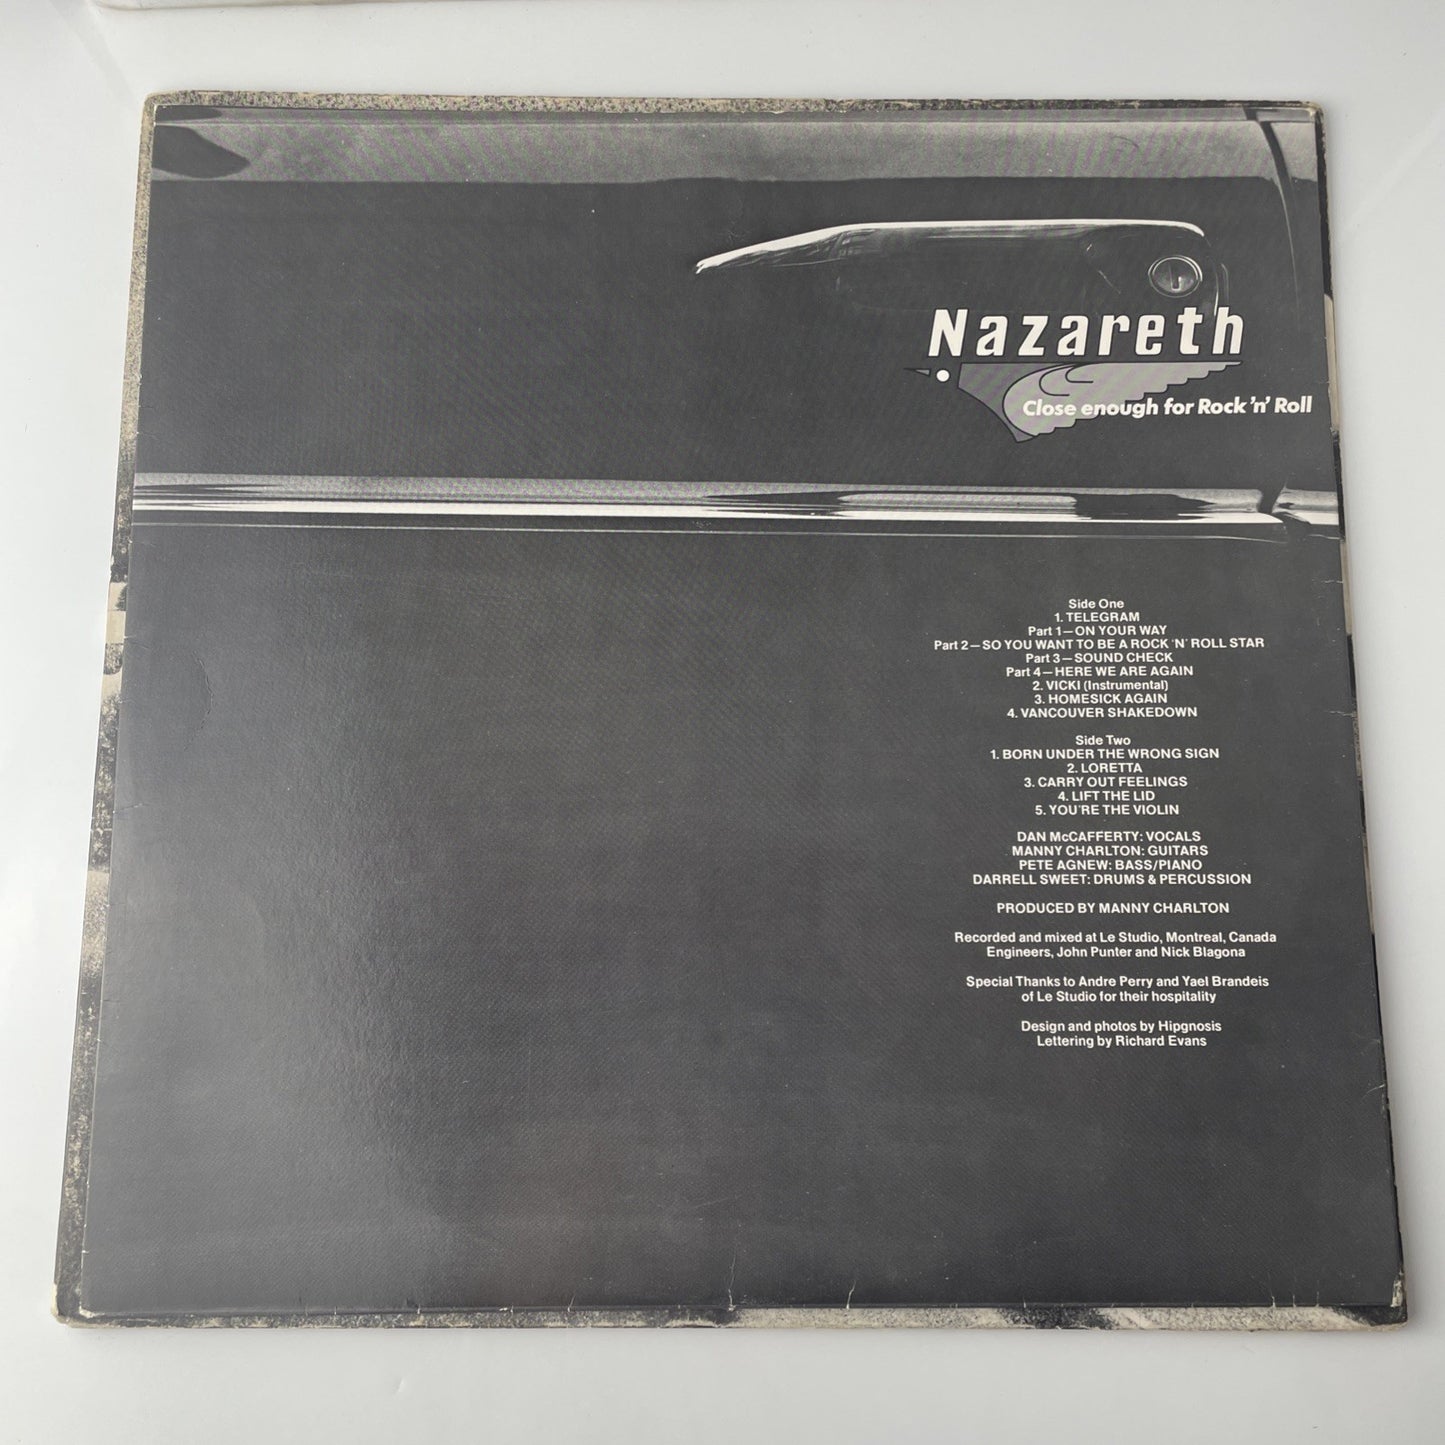 Nazareth
Close enough for Rock 'n' Roll
Side One
1. TELEGRAM
Part 1—ON YOUR WAY
Part 2—SO YOU WANT TO BE A ROCK 'N' ROLL STAR
Part 3—SOUND CHECK
Part 4—HERE WE ARE AGAIN
2. VICKI (Instrumental)
3. HOMESICK AGAIN
4. VANCOUVER SHAKEDOWN
Side Two
1. BORN UNDER THE WRONG SIGN
2. LORETTA
3. CARRY OUT FEELINGS
4. LIFT THE LID
5. YOU'RE THE VIOLIN
DAN McCAFFERTY: VOCALS
MANNY CHARLTON: GUITARS
PETE AGNEW: BASS/PIANO
DARRELL SWEET: DRUMS & PERCUSSION
PRODUCED BY MANNY CHARLTON
Recorded and mixed at Le Studio, Montreal, Canada
Engineers, John Punter and Nick Blagona
Special Thanks to Andre Perry and Yael Brandeis
of Le Studio for their hospitality
Design and photos by Hipgnosis
Lettering by Richard Evans